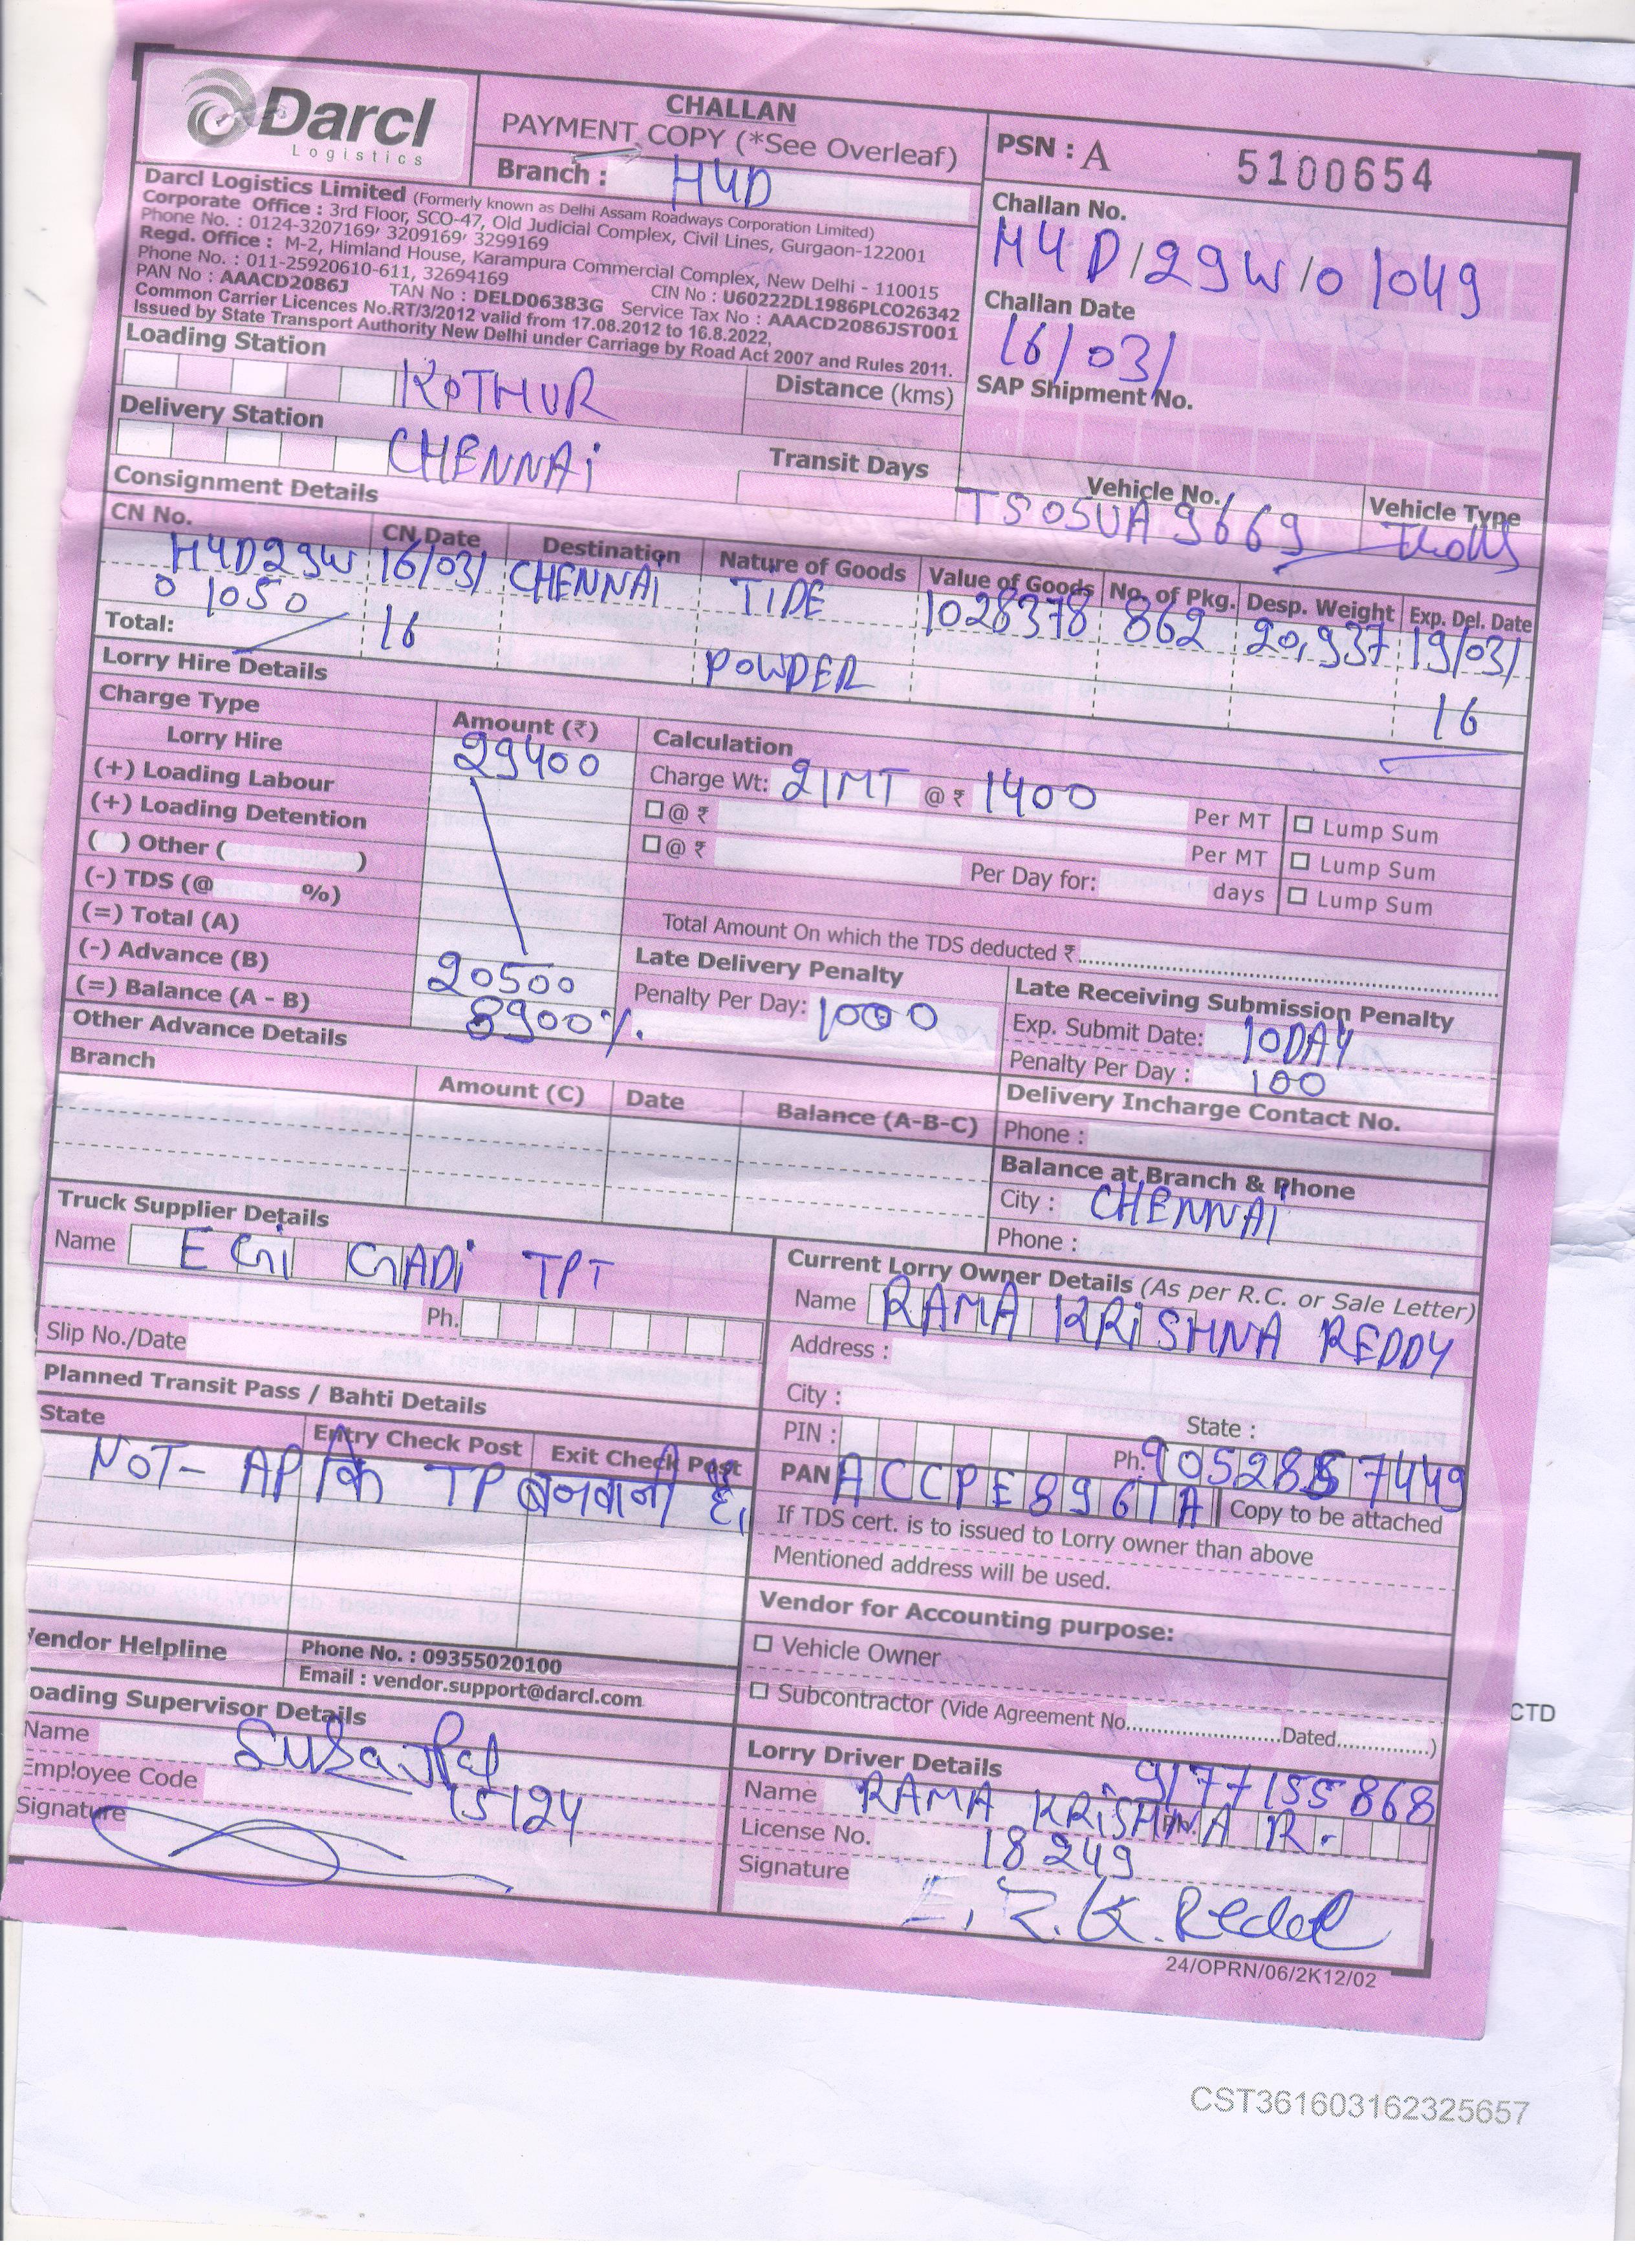 Darcl
Logistics
CHALLAN
PAYMENT COPY (*See Overleaf)
Branch : H4D
PSN : A 5100654
Darcl Logistics Limited (Formerly known as Delhi Assam Roadways Corporation Limited)
Corporate Office : 3rd Floor, SCO-47, Old Judicial Complex, Civil Lines, Gurgaon-122001
Phone No. : 0124-3207169, 3209169, 3299169
Regd. Office : M-2, Himland House, Karampura Commercial Complex, New Delhi - 110015
Phone No. : 011-25920610-611, 32694169
PAN No : AAACD2086J TAN No : DELD06383G CIN No : U60222DL1986PLCO26342
Common Carrier Licences No.RT/3/2012 valid from 17.08.2012 to 16.8.2022, Service Tax No : AAACD2086JST001
Issued by State Transport Authority New Delhi under Carriage by Road Act 2007 and Rules 2011.
Challan No.
H4D/29W/01049
Challan Date
16/03/
SAP Shipment No.
Loading Station
KOTHUR
Distance (kms)
Delivery Station
CHENNAi
Transit Days
Vehicle No. Vehicle Type
TS05UA9669
Consignment Details
CN No. CN Date Destination Nature of Goods Value of Goods No. of Pkg. Desp. Weight Exp. Del. Date
H4D29W 16/03/ CHENNAi TiDE 1028378 862 20,937 19/03/
01050 16 POWDER 16
Total:
Lorry Hire Details
Charge Type Amount (₹) Calculation
Lorry Hire 29400 Charge Wt: 21MT @ ₹ 1400 Per MT Lump Sum
(+) Loading Labour @ ₹ Per MT Lump Sum
(+) Loading Detention @ ₹ Per Day for: days Lump Sum
( ) Other ( )
(-) TDS (@ %) Total Amount On which the TDS deducted ₹
(=) Total (A)
(-) Advance (B) 20500
(=) Balance (A - B) 8900
Late Delivery Penalty
Penalty Per Day: 1000
Late Receiving Submission Penalty
Exp. Submit Date: 10DAY
Penalty Per Day : 100
Other Advance Details
Branch Amount (C) Date Balance (A-B-C)
Delivery Incharge Contact No.
Phone :
Balance at Branch & Phone
City : CHENNAi
Phone :
Truck Supplier Details
Name EGii GADi TPT
Ph.
Slip No./Date
Current Lorry Owner Details (As per R.C. or Sale Letter)
Name RAMA KRiSHNA REDDY
Address :
City :
State :
PIN : Ph. 9052887449
PAN ACCPE8961A Copy to be attached
If TDS cert. is to issued to Lorry owner than above
Mentioned address will be used.
Planned Transit Pass / Bahti Details
State Entry Check Post Exit Check Post
NOT- AP कि TP बनवानी है,
Vendor for Accounting purpose:
Vehicle Owner
Subcontractor (Vide Agreement No. Dated )
Vendor Helpline
Phone No. : 09355020100
Email : vendor.support@darcl.com
oading Supervisor Details
Name
Employee Code 15124
Signature
Lorry Driver Details 9177155868
Name RAMA KRiSHNA R.
License No. 18249
Signature E. R. K. Redd
24/OPRN/06/2K12/02
CTD
CST361603162325657